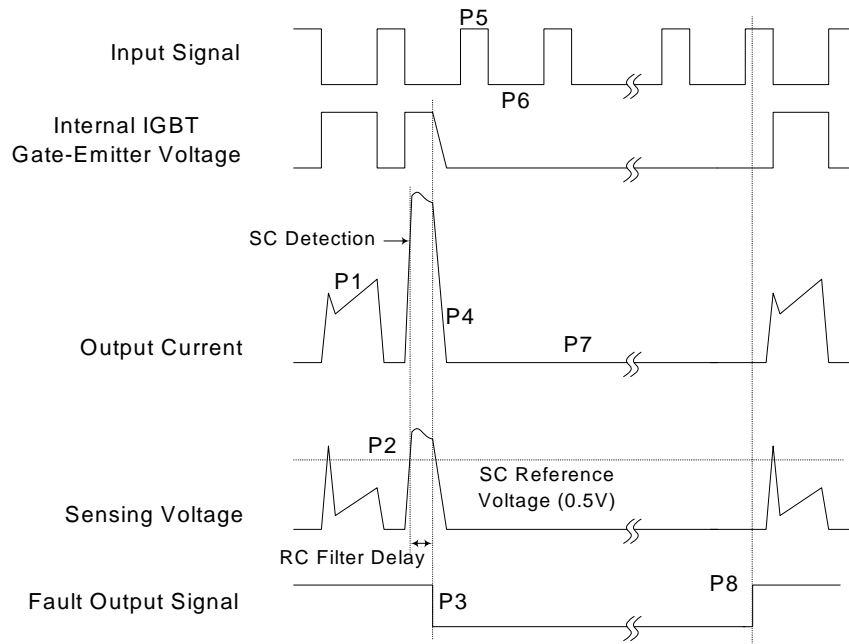 P5
Input Signal
P6
Internal IGBT
Gate-Emitter Voltage
SC Detection
P1
P4
Output Current
P7
P2
SC Reference
Voltage (0.5V)
Sensing Voltage
RC Filter Delay
P8
Fault Output Signal
P3